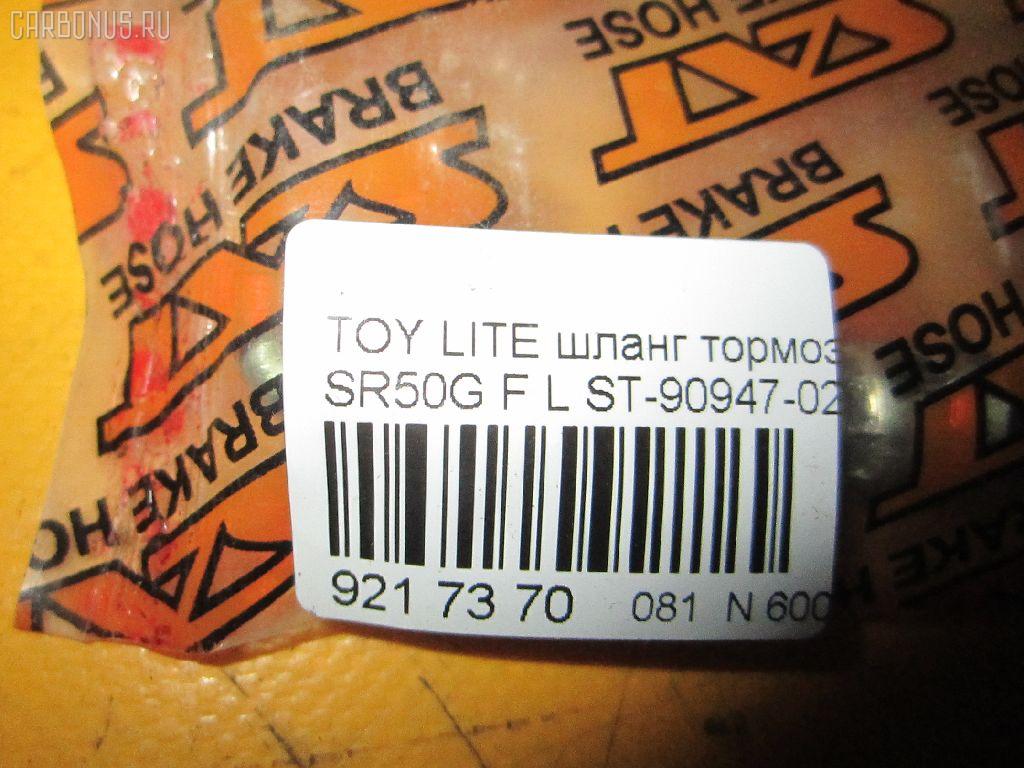 CARBONUS.RU
HOSE
BRAKE
HOSE
BRAKE
HOSE
BRAKE
HOSE
BRAKE
TOY LITE шланг тормоз
SR50G F L ST-90947-02
921 73 70 081 N 600